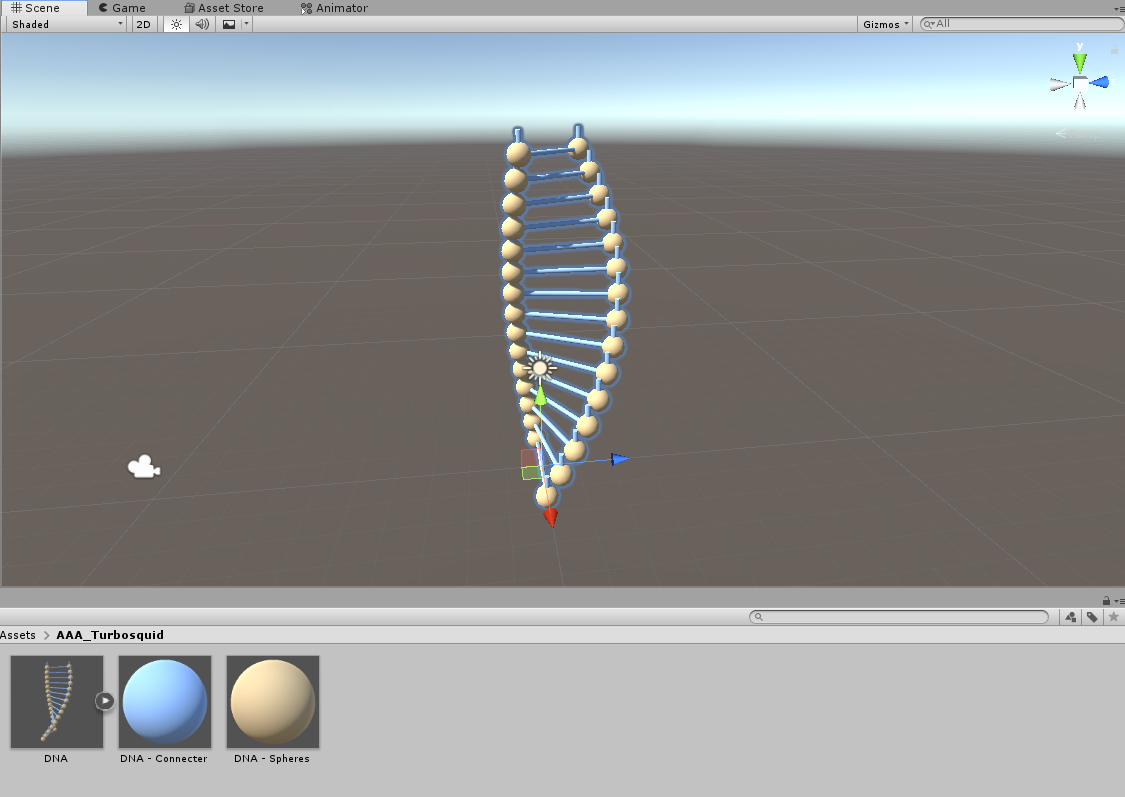 Scene Game Asset Store Animator
Shaded 2D Gizmos All
y
Assets > AAA_Turbosquid
DNA DNA - Connecter DNA - Spheres